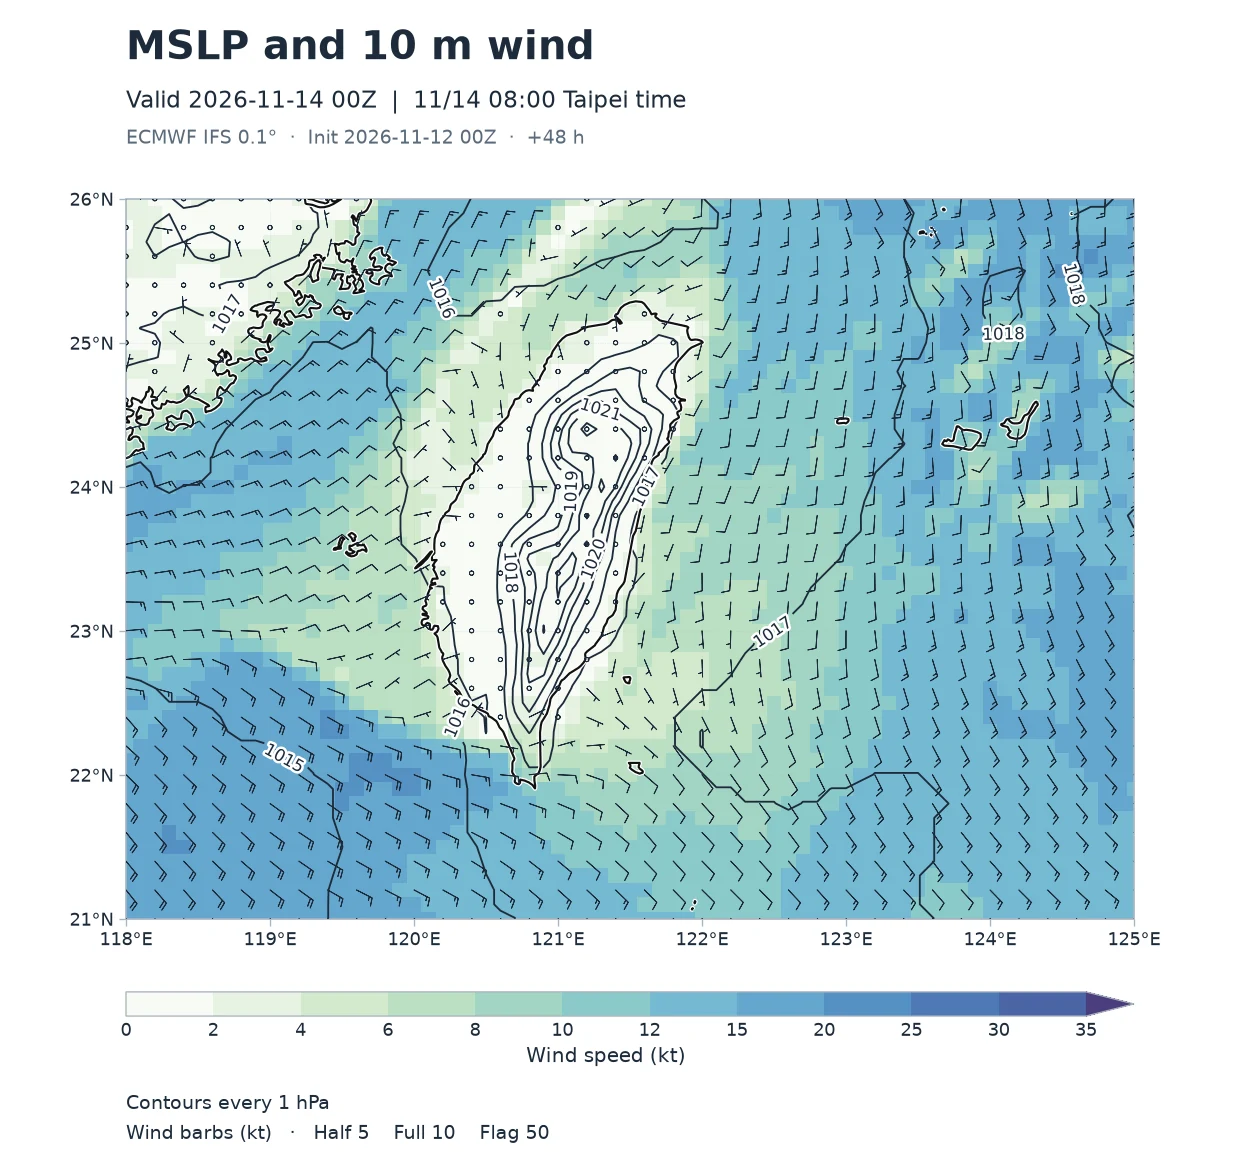 MSLP and 10 m wind
Valid 2026-11-14 00Z | 11/14 08:00 Taipei time
ECMWF IFS 0.1° · Init 2026-11-12 00Z · +48 h
26°N
25°N
24°N
23°N
22°N
21°N
1016
1017
1018
1018
1021
1019
1017
1020
1018
1017
1016
1015
118°E 119°E 120°E 121°E 122°E 123°E 124°E 125°E
0 2 4 6 8 10 12 15 20 25 30 35
Wind speed (kt)
Contours every 1 hPa
Wind barbs (kt) · Half 5 Full 10 Flag 50